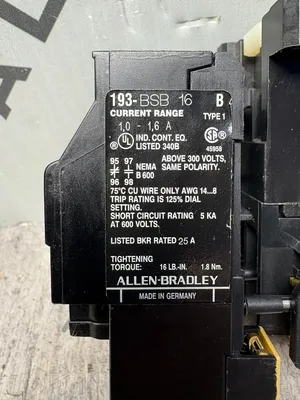 193-BSB 16 B
CURRENT RANGE TYPE 1
1,0 - 1,6 A
UL IND. CONT. EQ. LISTED 340B
SA 45958
95 97 NEMA ABOVE 300 VOLTS,
96 98 B 600 SAME POLARITY.
75°C CU WIRE ONLY AWG 14...8
TRIP RATING IS 125% DIAL
SETTING.
SHORT CIRCUIT RATING 5 KA
AT 600 VOLTS.
LISTED BKR RATED 25 A
TIGHTENING
TORQUE: 16 LB.-IN. 1.8 Nm.
ALLEN-BRADLEY
MADE IN GERMANY